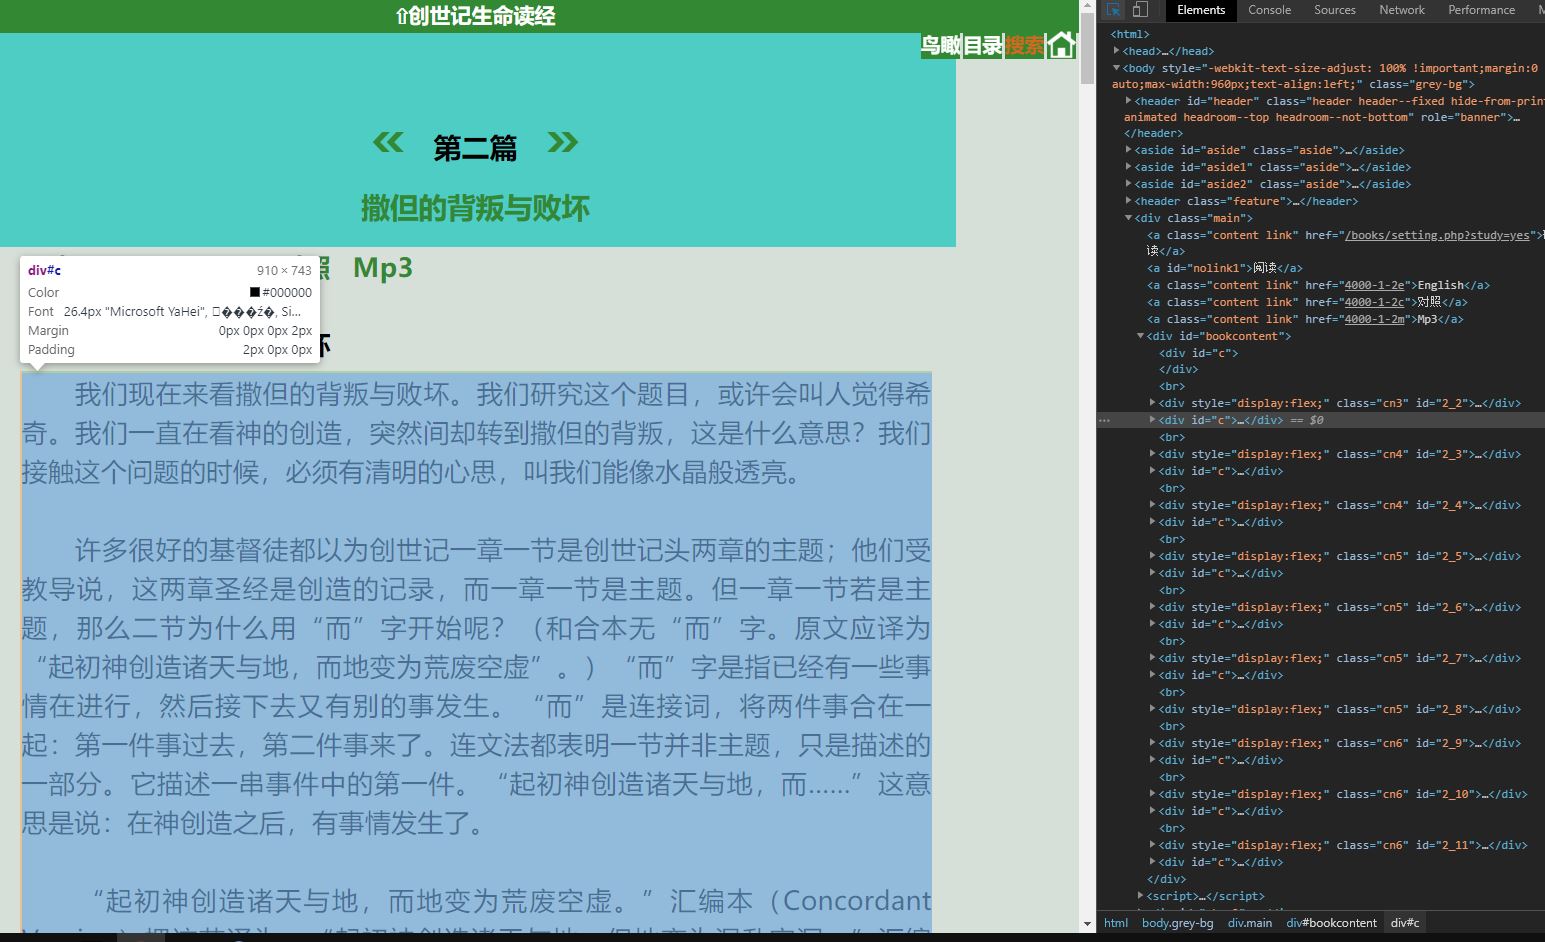 ⇧创世记生命读经
鸟瞰 目录 搜索
« 第二篇 »
撒但的背叛与败坏
照 Mp3
div#c 910 × 743
Color #000000
Font 26.4px "Microsoft YaHei",
Margin 0px 0px 0px 2px
Padding 2px 0px 0px
坏
我们现在来看撒但的背叛与败坏。我们研究这个题目，或许会叫人觉得希
奇。我们一直在看神的创造，突然间却转到撒但的背叛，这是什么意思？我们
接触这个问题的时候，必须有清明的心思，叫我们能像水晶般透亮。
许多很好的基督徒都以为创世记一章一节是创世记头两章的主题；他们受
教导说，这两章圣经是创造的记录，而一章一节是主题。但一章一节若是主
题，那么二节为什么用“而”字开始呢？（和合本无“而”字。原文应译为
“起初神创造诸天与地，而地变为荒废空虚”。）“而”字是指已经有一些事
情在进行，然后接下去又有别的事发生。“而”是连接词，将两件事合在一
起：第一件事过去，第二件事来了。连文法都表明一节并非主题，只是描述的
一部分。它描述一串事件中的第一件。“起初神创造诸天与地，而……”这意
思是说：在神创造之后，有事情发生了。
“起初神创造诸天与地，而地变为荒废空虚。”汇编本（Concordant
Elements Console Sources Network Performance
<html>
<head>…</head>
<body style="-webkit-text-size-adjust: 100% !important;margin:0
auto;max-width:960px;text-align:left;" class="grey-bg">
<header id="header" class="header header--fixed hide-from-print
animated headroom--top headroom--not-bottom" role="banner">…
</header>
<aside id="aside" class="aside">…</aside>
<aside id="aside1" class="aside">…</aside>
<aside id="aside2" class="aside">…</aside>
<header class="feature">…</header>
<div class="main">
<a class="content link" href="/books/setting.php?study=yes">
读</a>
<a id="nolink1">阅读</a>
<a class="content link" href="4000-1-2e">English</a>
<a class="content link" href="4000-1-2c">对照</a>
<a class="content link" href="4000-1-2m">Mp3</a>
<div id="bookcontent">
<div id="c">
</div>
<br>
<div style="display:flex;" class="cn3" id="2_2">…</div>
<div id="c">…</div> == $0
<br>
<div style="display:flex;" class="cn4" id="2_3">…</div>
<div id="c">…</div>
<br>
<div style="display:flex;" class="cn4" id="2_4">…</div>
<div id="c">…</div>
<br>
<div style="display:flex;" class="cn5" id="2_5">…</div>
<div id="c">…</div>
<br>
<div style="display:flex;" class="cn5" id="2_6">…</div>
<div id="c">…</div>
<br>
<div style="display:flex;" class="cn5" id="2_7">…</div>
<div id="c">…</div>
<br>
<div style="display:flex;" class="cn5" id="2_8">…</div>
<br>
<div style="display:flex;" class="cn6" id="2_9">…</div>
<div id="c">…</div>
<br>
<div style="display:flex;" class="cn6" id="2_10">…</div>
<div id="c">…</div>
<br>
<div style="display:flex;" class="cn6" id="2_11">…</div>
<div id="c">…</div>
</div>
<script>…</script>
html body.grey-bg div.main div#bookcontent div#c